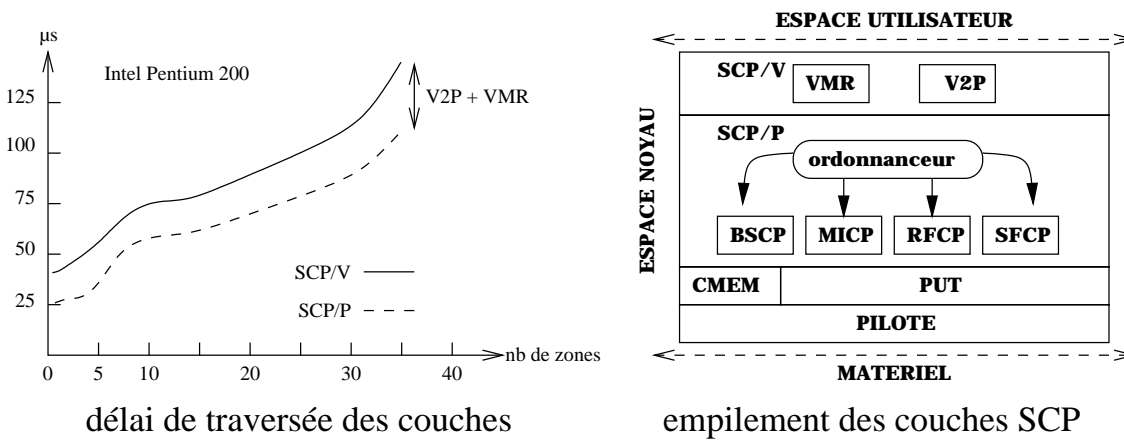 µs
Intel Pentium 200
V2P + VMR
125
100
75
50
25
SCP/V
SCP/P
nb de zones
0 5 10 20 30 40
délai de traversée des couches
ESPACE UTILISATEUR
ESPACE NOYAU
SCP/V
VMR
V2P
SCP/P
ordonnanceur
BSCP
MICP
RFCP
SFCP
CMEM
PUT
PILOTE
MATERIEL
empilement des couches SCP